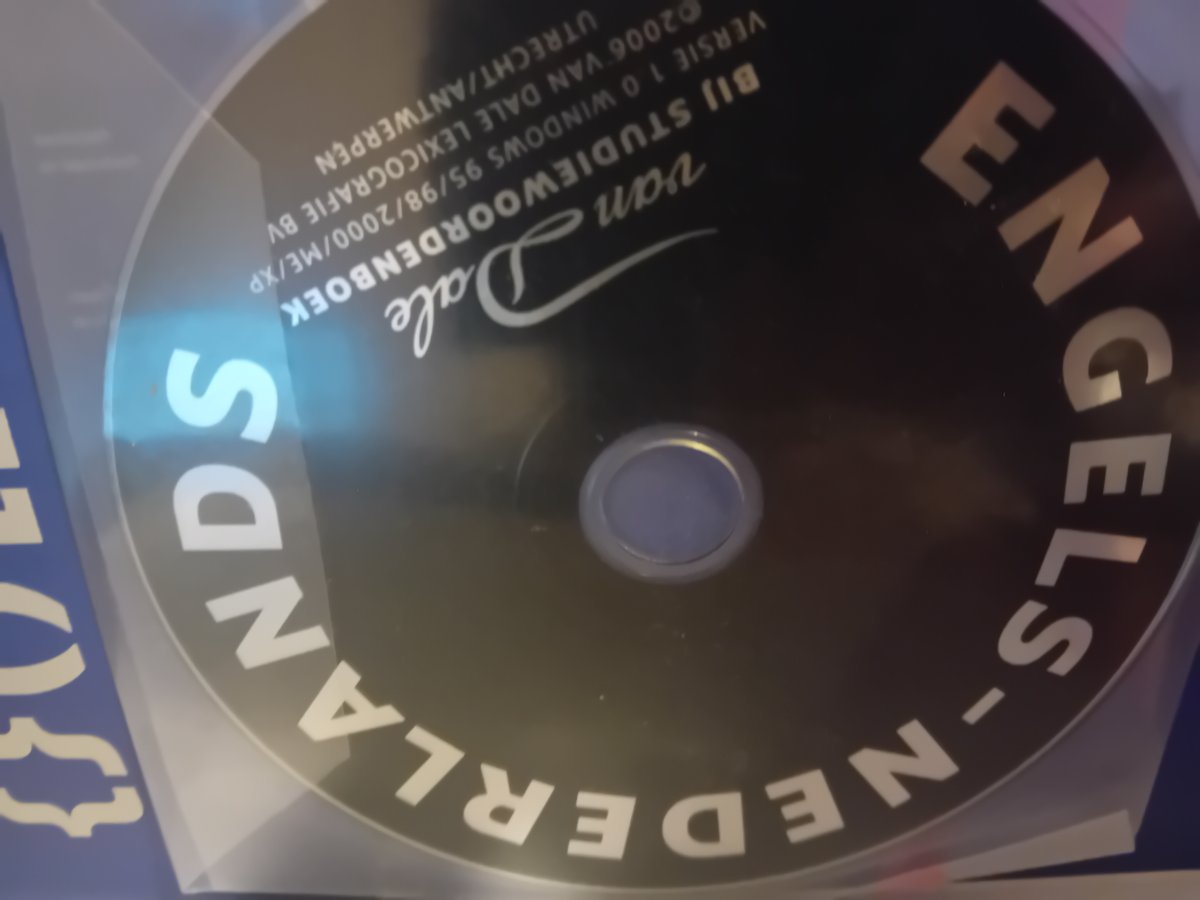 ENGELS-NEDERLANDS
van Dale
BIJ STUDIEWOORDENBOEK
VERSIE 1.0 WINDOWS 95/98/2000/ME/XP
©2006 VAN DALE LEXICOGRAFIE BV
UTRECHT/ANTWERPEN